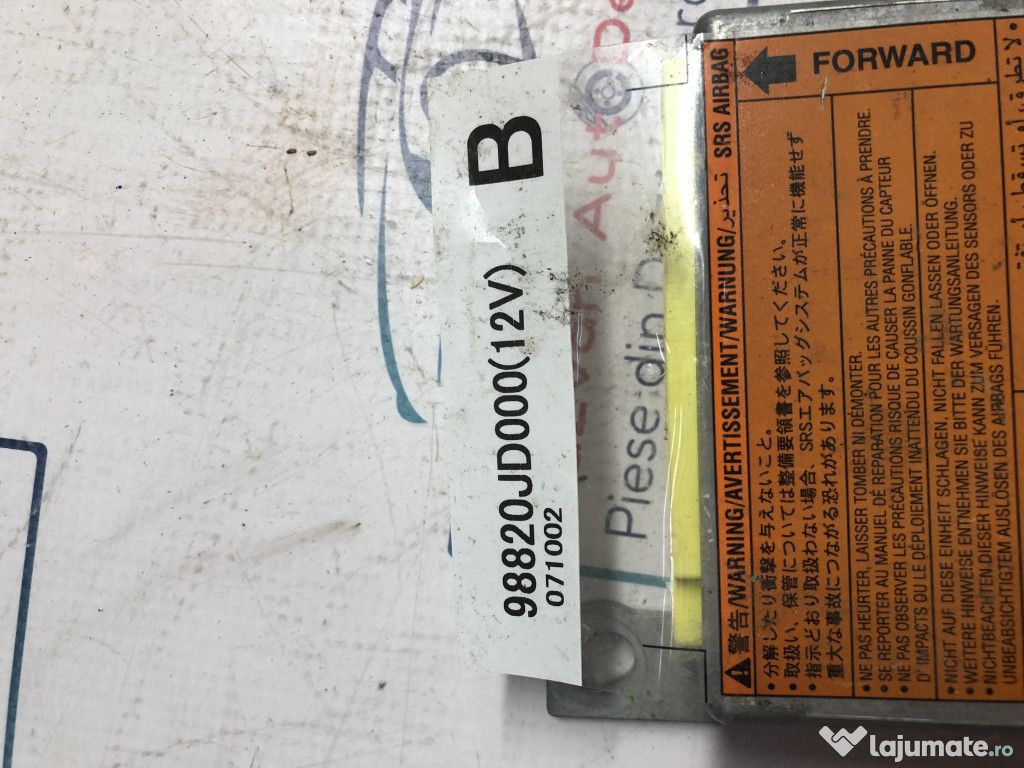 B
98820JD000(12V)
071002
Piese din
⚠警告/WARNING/AVERTISSEMENT/WARNUNG/تحذير SRS AIRBAG
FORWARD
•分解したり衝撃を与えないこと。
•取扱い、保管については整備要領書を参照してください。
•指示どおり取扱わない場合、SRSエアバッグシステムが正常に機能せず
重大な事故につながる恐れがあります。
•NE PAS HEURTER, LAISSER TOMBER NI DÉMONTER.
•SE REPORTER AU MANUEL DE RÉPARATION POUR LES AUTRES PRÉCAUTIONS A PRENDRE.
•NE PAS OBSERVER LES PRÉCAUTIONS RISQUE DE CAUSER LA PANNE DU CAPTEUR
D'IMPACTS OU LE DÉPLOIEMENT INATTENDU DU COUSSIN GONFLABLE.
•NICHT AUF DIESE EINHEIT SCHLAGEN, NICHT FALLEN LASSEN ODER ÖFFNEN.
•WEITERE HINWEISE ENTNEHMEN SIE BITTE DER WARTUNGSANLEITUNG.
•NICHTBEACHTEN DIESER HINWEISE KANN ZUM VERSAGEN DES SENSORS ODER ZU
UNBEABSICHTIGTEM AUSLÖSEN DES AIRBAGS FÜHREN.
lajumate.ro